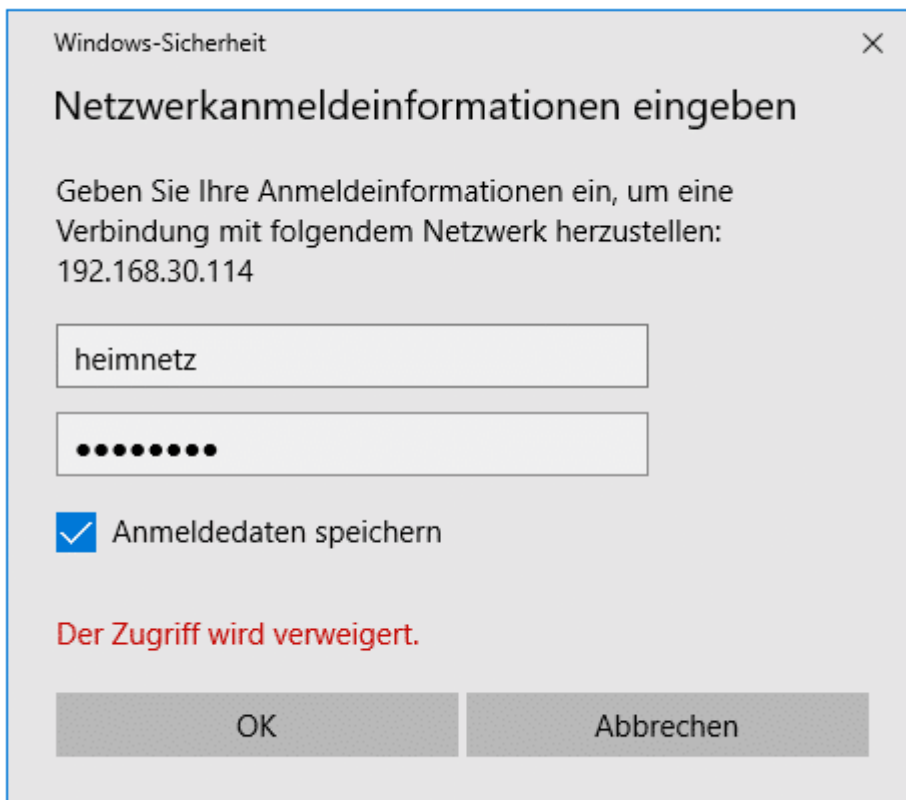 Windows-Sicherheit
Netzwerkanmeldeinformationen eingeben
Geben Sie Ihre Anmeldeinformationen ein, um eine
Verbindung mit folgendem Netzwerk herzustellen:
192.168.30.114
heimnetz
●●●●●●●●
Anmeldedaten speichern
Der Zugriff wird verweigert.
OK
Abbrechen